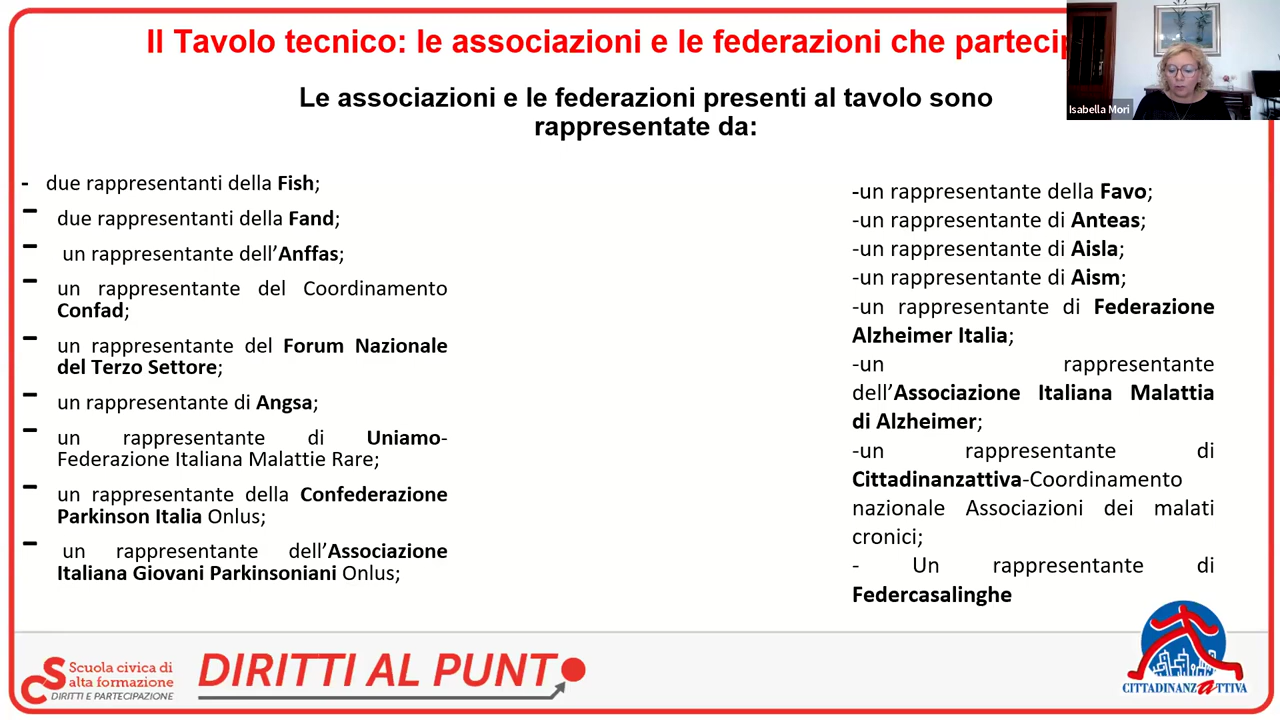 Il Tavolo tecnico: le associazioni e le federazioni che
Isabella Mori
Le associazioni e le federazioni presenti al tavolo sono
rappresentate da:
- due rappresentanti della Fish;
- due rappresentanti della Fand;
- un rappresentante dell’Anffas;
- un rappresentante del Coordinamento
Confad;
- un rappresentante del Forum Nazionale
del Terzo Settore;
- un rappresentante di Angsa;
- un rappresentante di Uniamo-
Federazione Italiana Malattie Rare;
- un rappresentante della Confederazione
Parkinson Italia Onlus;
- un rappresentante dell’Associazione
Italiana Giovani Parkinsoniani Onlus;
-un rappresentante della Favo;
-un rappresentante di Anteas;
-un rappresentante di Aisla;
-un rappresentante di Aism;
-un rappresentante di Federazione
Alzheimer Italia;
-un rappresentante
dell’Associazione Italiana Malattia
di Alzheimer;
-un rappresentante di
Cittadinanzattiva-Coordinamento
nazionale Associazioni dei malati
cronici;
- Un rappresentante di
Federcasalinghe
CS
Scuola civica di
alta formazione
DIRITTI E PARTECIPAZIONE
DIRITTI AL PUNTO
CITTADINANZATTIVA